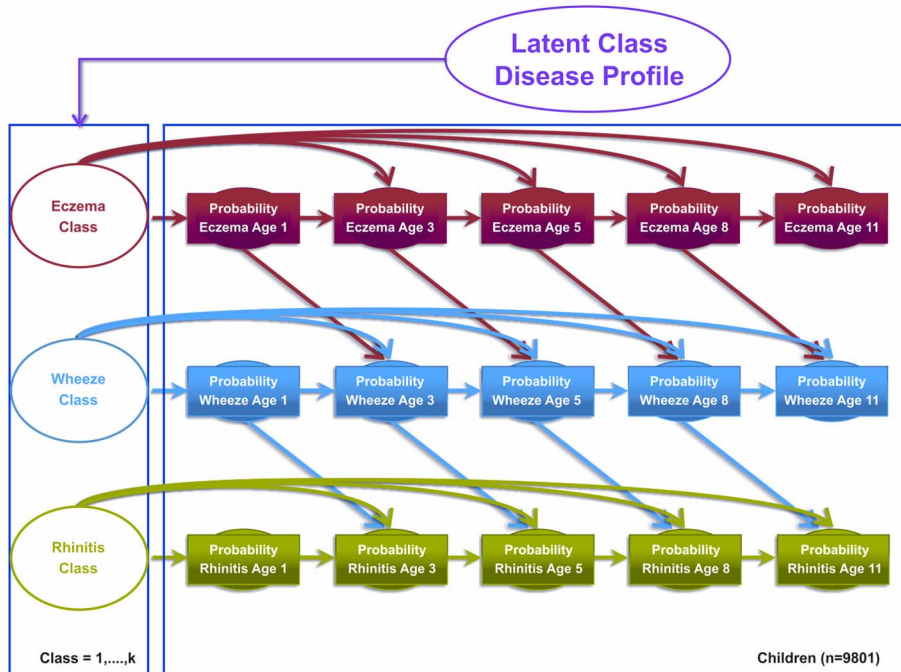 Latent Class
Disease Profile
Eczema
Class
Probability
Eczema Age 1
Probability
Eczema Age 3
Probability
Eczema Age 5
Probability
Eczema Age 8
Probability
Eczema Age 11
Wheeze
Class
Probability
Wheeze Age 1
Probability
Wheeze Age 3
Probability
Wheeze Age 5
Probability
Wheeze Age 8
Probability
Wheeze Age 11
Rhinitis
Class
Probability
Rhinitis Age 1
Probability
Rhinitis Age 3
Probability
Rhinitis Age 5
Probability
Rhinitis Age 8
Probability
Rhinitis Age 11
Class = 1,....,k
Children (n=9801)